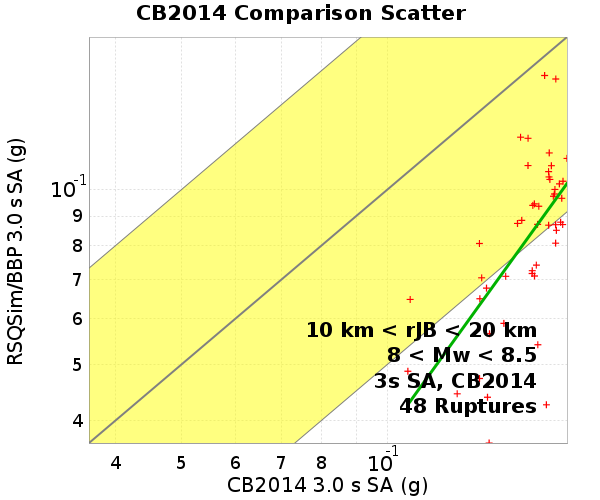 CB2014 Comparison Scatter
RSQSim/BBP 3.0 s SA (g)
10-1
9
8
7
6
5
4
10 km < rJB < 20 km
8 < Mw < 8.5
3s SA, CB2014
48 Ruptures
4 5 6 7 8 10-1
CB2014 3.0 s SA (g)